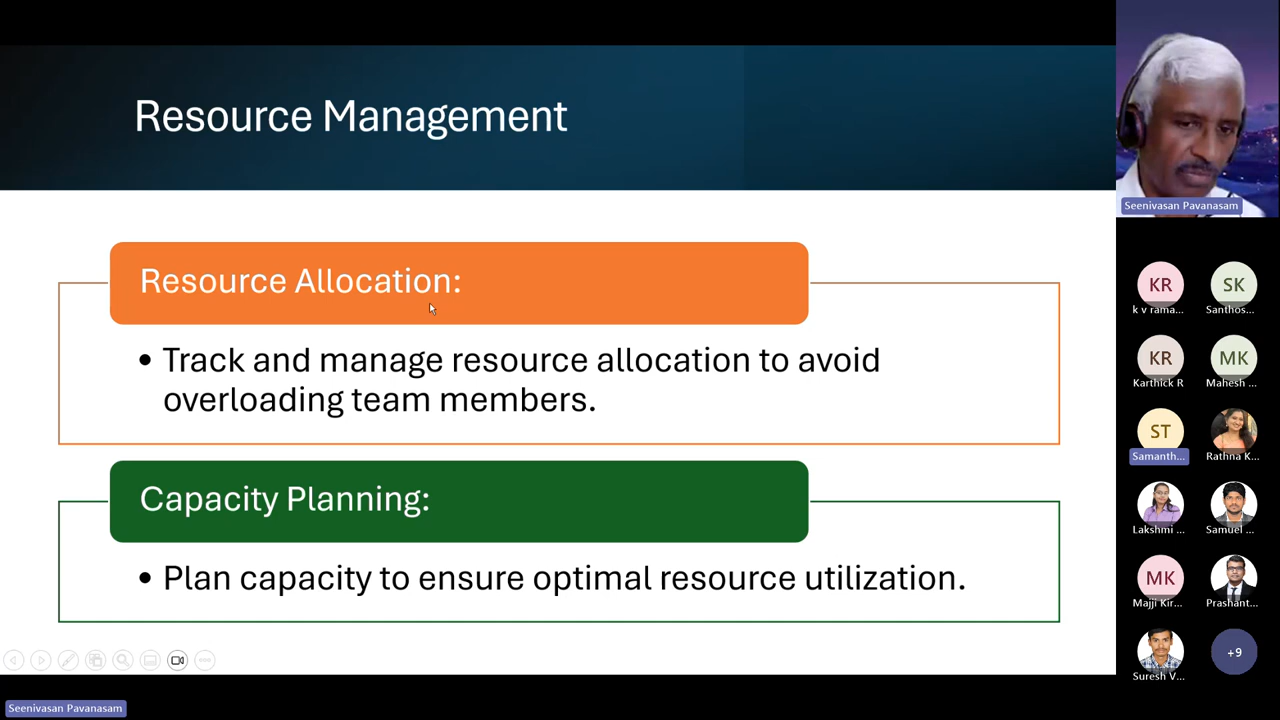 Resource Management
Resource Allocation:
• Track and manage resource allocation to avoid
overloading team members.
Capacity Planning:
• Plan capacity to ensure optimal resource utilization.
Seenivasan Pavanasam
KR
k v rama...
SK
Santhos...
KR
Karthick R
MK
Mahesh ...
ST
Samanth...
Rathna K...
Lakshmi ...
Samuel ...
MK
Majji Kir...
Prashant...
Suresh V...
+9
Seenivasan Pavanasam